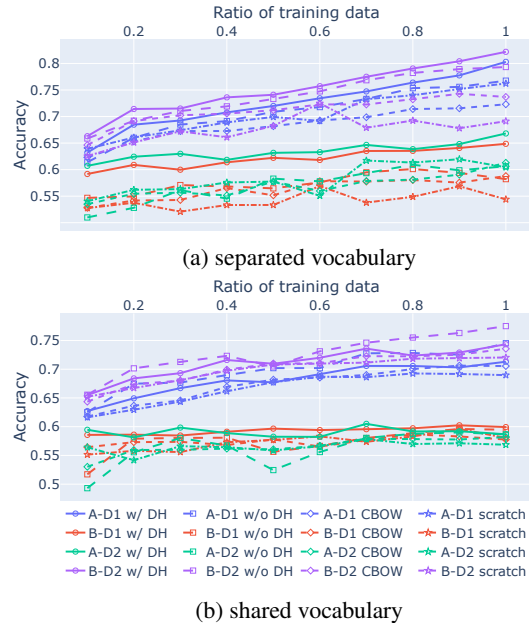 Ratio of training data
0.2 0.4 0.6 0.8 1
Accuracy
0.8
0.75
0.7
0.65
0.6
0.55
(a) separated vocabulary
Ratio of training data
0.2 0.4 0.6 0.8 1
Accuracy
0.75
0.7
0.65
0.6
0.55
0.5
A-D1 w/ DH A-D1 w/o DH A-D1 CBOW A-D1 scratch
B-D1 w/ DH B-D1 w/o DH B-D1 CBOW B-D1 scratch
A-D2 w/ DH A-D2 w/o DH A-D2 CBOW A-D2 scratch
B-D2 w/ DH B-D2 w/o DH B-D2 CBOW B-D2 scratch
(b) shared vocabulary